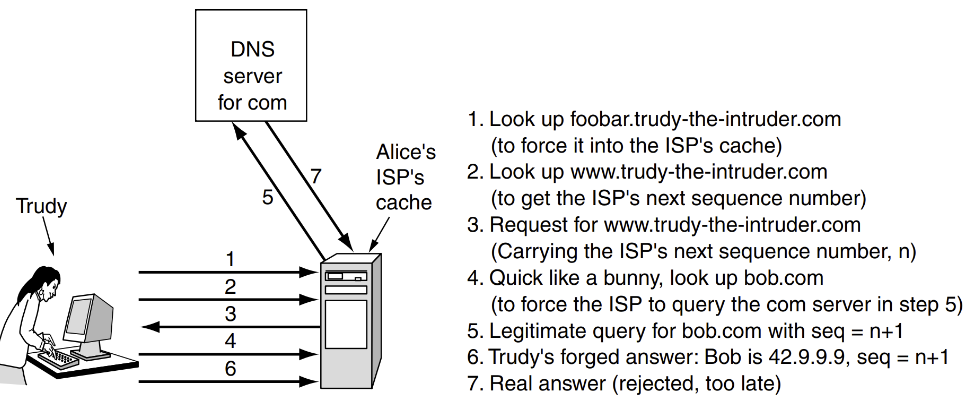 DNS
server
for com
Alice's
ISP's
cache
Trudy
7
5
1
2
3
4
6
1. Look up foobar.trudy-the-intruder.com
(to force it into the ISP's cache)
2. Look up www.trudy-the-intruder.com
(to get the ISP's next sequence number)
3. Request for www.trudy-the-intruder.com
(Carrying the ISP's next sequence number, n)
4. Quick like a bunny, look up bob.com
(to force the ISP to query the com server in step 5)
5. Legitimate query for bob.com with seq = n+1
6. Trudy's forged answer: Bob is 42.9.9.9, seq = n+1
7. Real answer (rejected, too late)